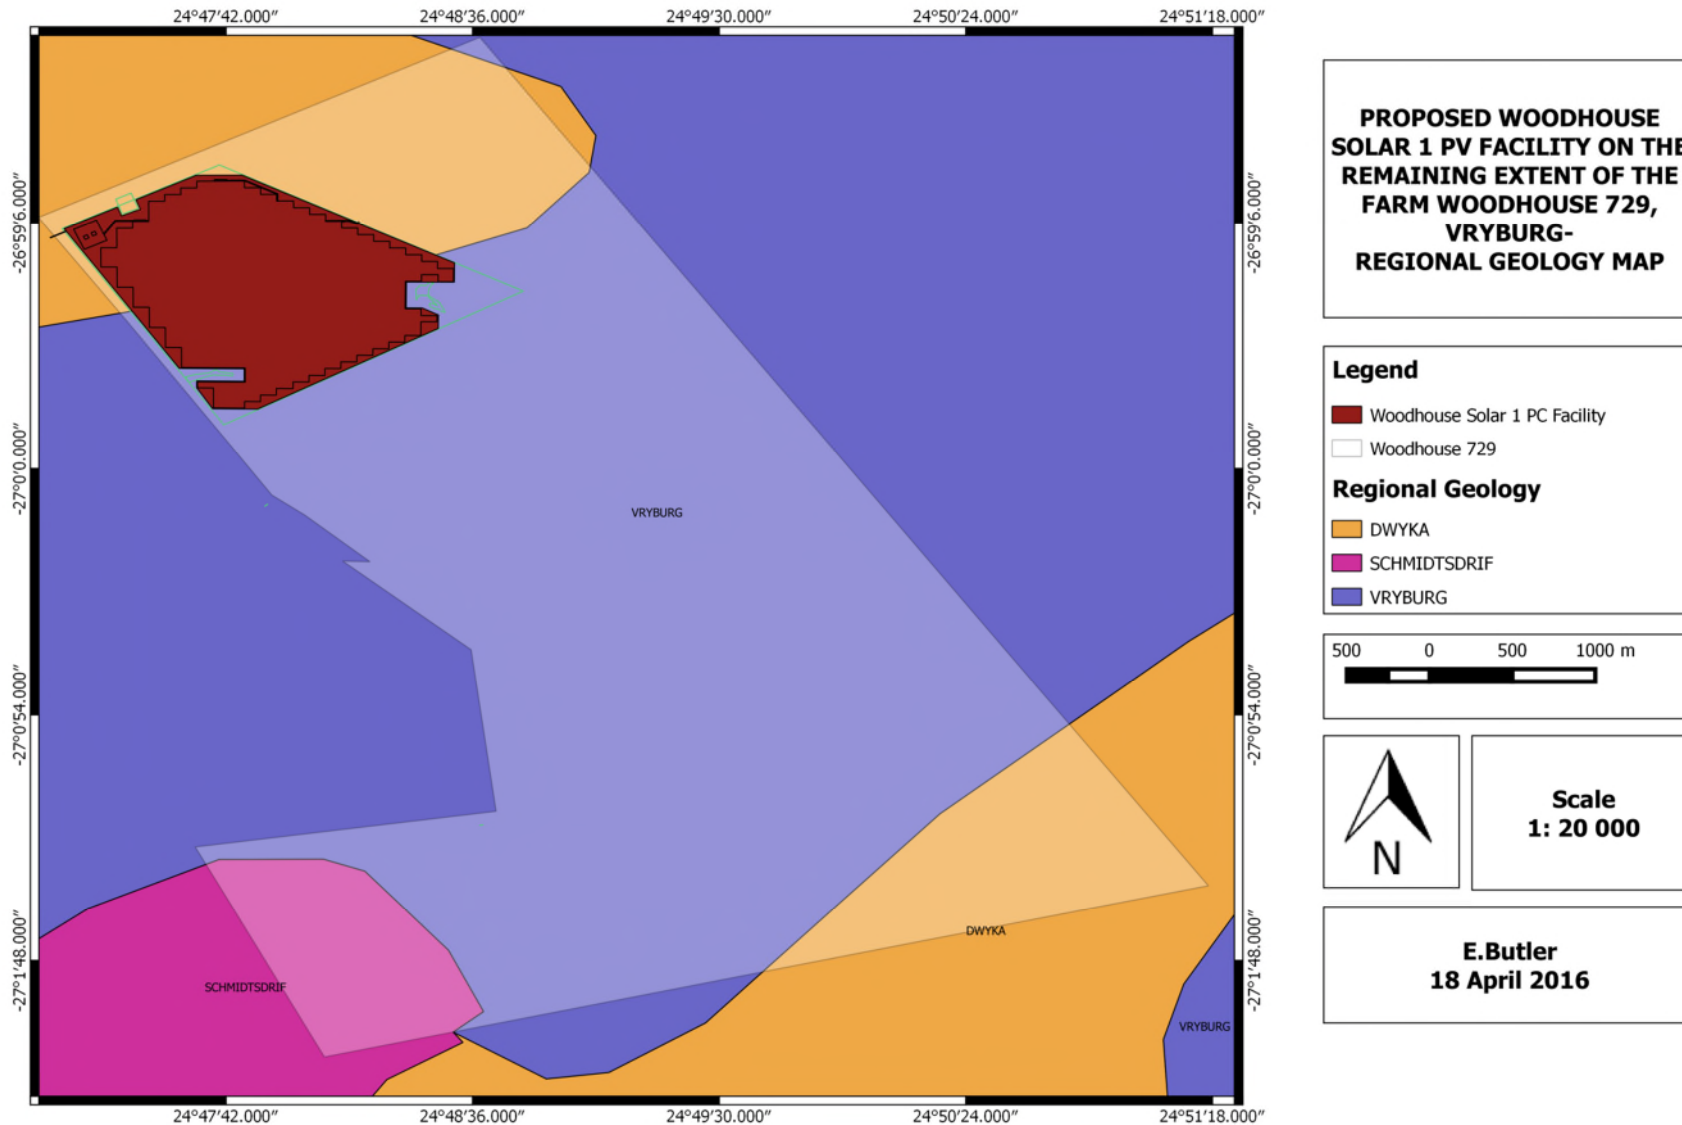 24°47′42.000″ 24°48′36.000″ 24°49′30.000″ 24°50′24.000″ 24°51′18.000″
-26°59′6.000″
-27°0′0.000″
-27°0′54.000″
-27°1′48.000″
VRYBURG
DWYKA
SCHMIDTSDRIF
VRYBURG
-26°59′6.000″
-27°0′0.000″
-27°0′54.000″
-27°1′48.000″
24°47′42.000″ 24°48′36.000″ 24°49′30.000″ 24°50′24.000″ 24°51′18.000″
PROPOSED WOODHOUSE
SOLAR 1 PV FACILITY ON THE
REMAINING EXTENT OF THE
FARM WOODHOUSE 729,
VRYBURG-
REGIONAL GEOLOGY MAP
Legend
Woodhouse Solar 1 PC Facility
Woodhouse 729
Regional Geology
DWYKA
SCHMIDTSDRIF
VRYBURG
500 0 500 1000 m
N
Scale
1: 20 000
E.Butler
18 April 2016